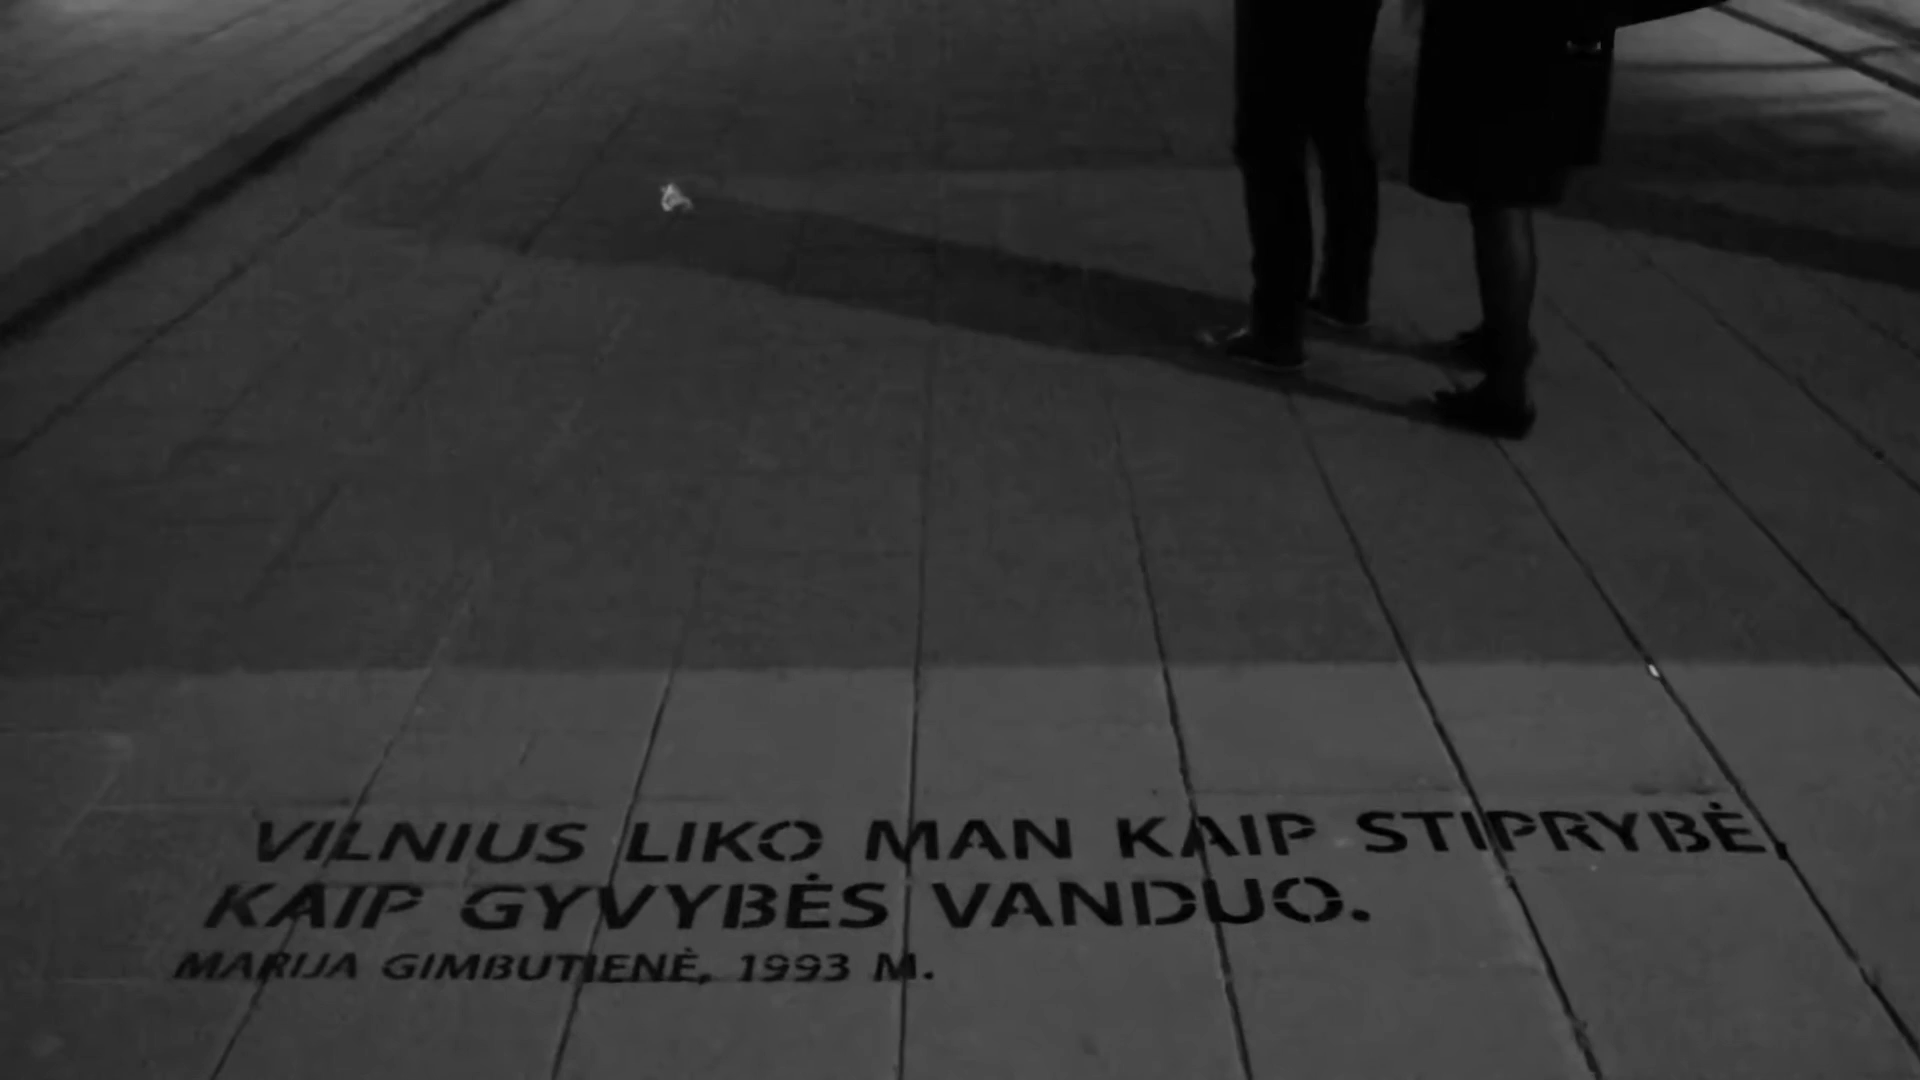 VILNIUS LIKO MAN KAIP STIPRYBĖ,
KAIP GYVYBĖS VANDUO.
MARIJA GIMBUTIENĖ, 1993 M.